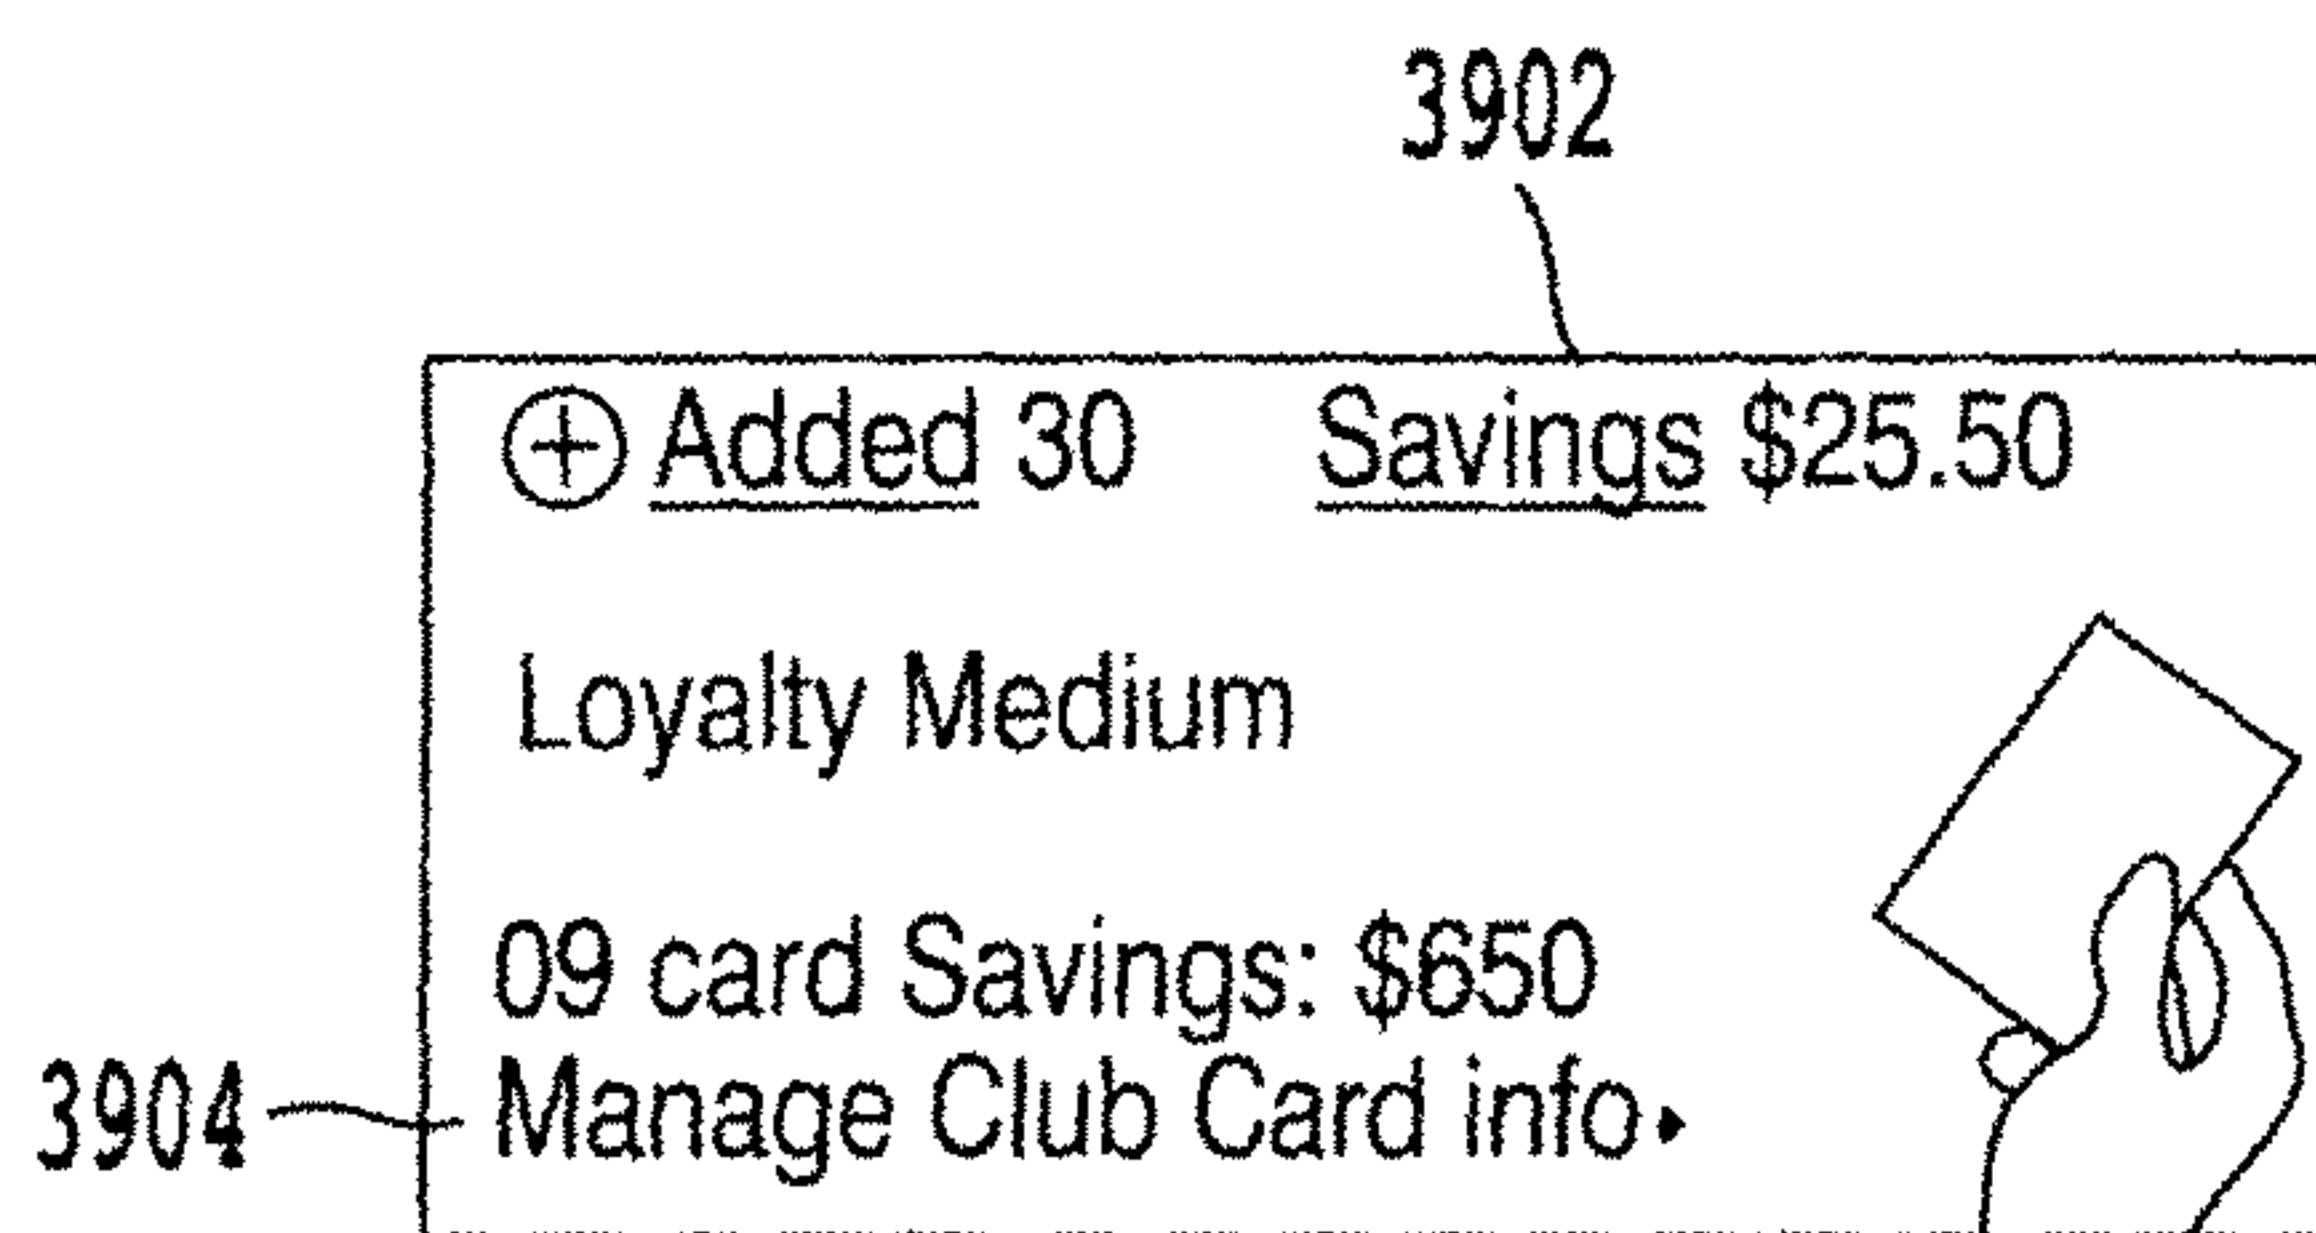 3902
Added 30 Savings $25.50
Loyalty Medium
09 card Savings: $650
3904 Manage Club Card info